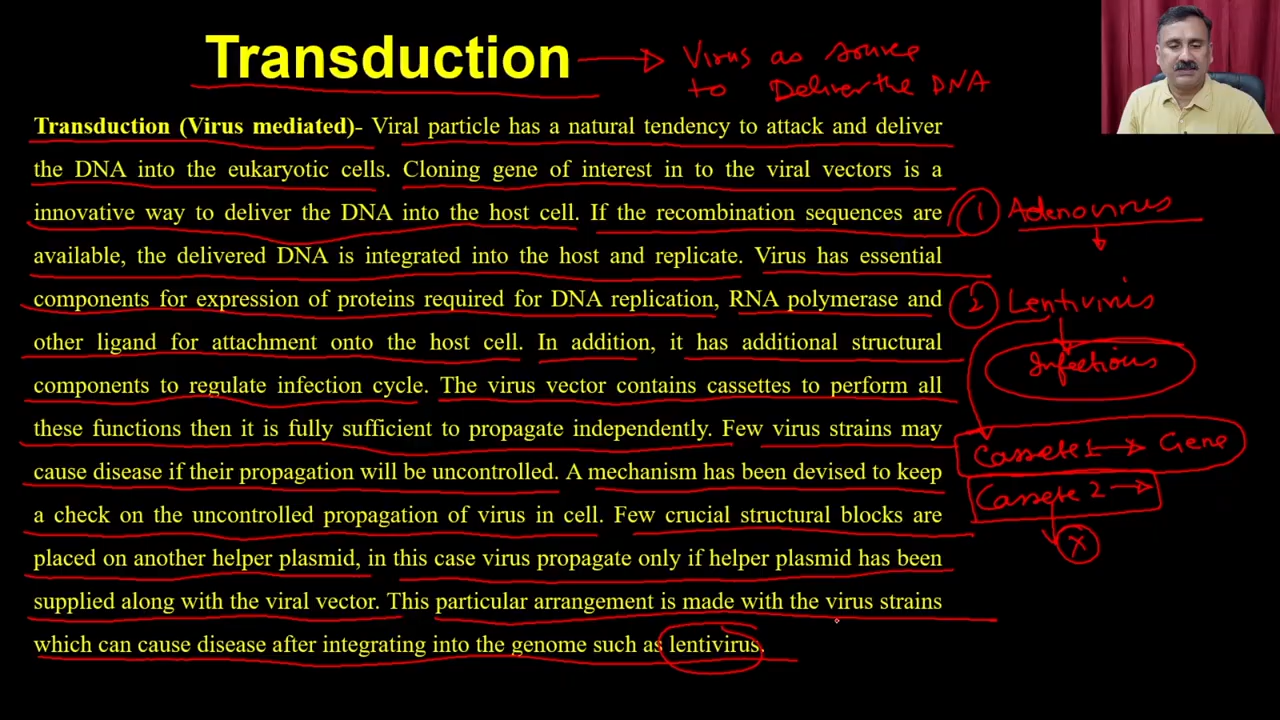 Transduction
Virus as source
to Deliver the DNA
Transduction (Virus mediated)- Viral particle has a natural tendency to attack and deliver
the DNA into the eukaryotic cells. Cloning gene of interest in to the viral vectors is a
innovative way to deliver the DNA into the host cell. If the recombination sequences are
available, the delivered DNA is integrated into the host and replicate. Virus has essential
components for expression of proteins required for DNA replication, RNA polymerase and
other ligand for attachment onto the host cell. In addition, it has additional structural
components to regulate infection cycle. The virus vector contains cassettes to perform all
these functions then it is fully sufficient to propagate independently. Few virus strains may
cause disease if their propagation will be uncontrolled. A mechanism has been devised to keep
a check on the uncontrolled propagation of virus in cell. Few crucial structural blocks are
placed on another helper plasmid, in this case virus propagate only if helper plasmid has been
supplied along with the viral vector. This particular arrangement is made with the virus strains
which can cause disease after integrating into the genome such as lentivirus.
1 Adenovirus
2 Lentivirus
Infectious
Cassete 1 Gene
Cassete 2
X